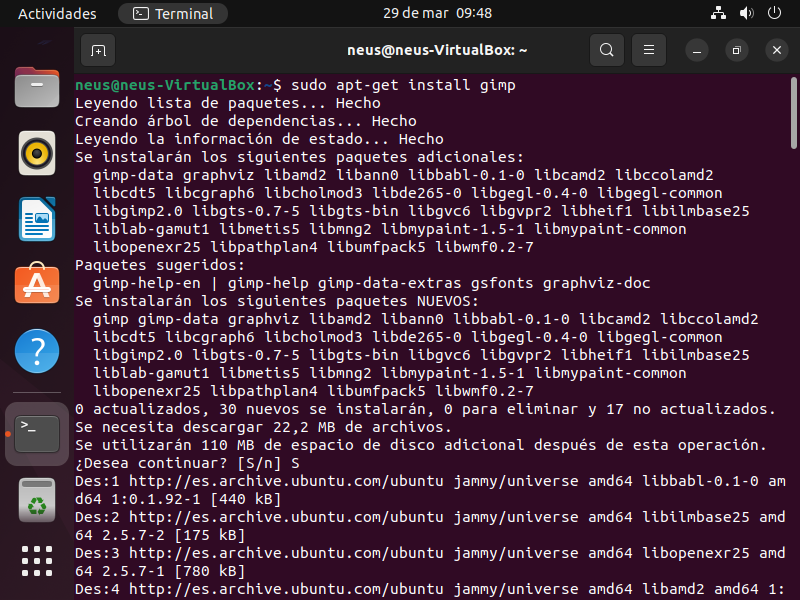 Actividades
Terminal
29 de mar 09:48
neus@neus-VirtualBox: ~
neus@neus-VirtualBox:~$ sudo apt-get install gimp
Leyendo lista de paquetes... Hecho
Creando árbol de dependencias... Hecho
Leyendo la información de estado... Hecho
Se instalarán los siguientes paquetes adicionales:
  gimp-data graphviz libamd2 libann0 libbabl-0.1-0 libcamd2 libccolamd2
  libcdt5 libcgraph6 libcholmod3 libde265-0 libgegl-0.4-0 libgegl-common
  libgimp2.0 libgts-0.7-5 libgts-bin libgvc6 libgvpr2 libheif1 libilmbase25
  liblab-gamut1 libmetis5 libmng2 libmypaint-1.5-1 libmypaint-common
  libopenexr25 libpathplan4 libumfpack5 libwmf0.2-7
Paquetes sugeridos:
  gimp-help-en | gimp-help gimp-data-extras gsfonts graphviz-doc
Se instalarán los siguientes paquetes NUEVOS:
  gimp gimp-data graphviz libamd2 libann0 libbabl-0.1-0 libcamd2 libccolamd2
  libcdt5 libcgraph6 libcholmod3 libde265-0 libgegl-0.4-0 libgegl-common
  libgimp2.0 libgts-0.7-5 libgts-bin libgvc6 libgvpr2 libheif1 libilmbase25
  liblab-gamut1 libmetis5 libmng2 libmypaint-1.5-1 libmypaint-common
  libopenexr25 libpathplan4 libumfpack5 libwmf0.2-7
0 actualizados, 30 nuevos se instalarán, 0 para eliminar y 17 no actualizados.
Se necesita descargar 22,2 MB de archivos.
Se utilizarán 110 MB de espacio de disco adicional después de esta operación.
¿Desea continuar? [S/n] S
Des:1 http://es.archive.ubuntu.com/ubuntu jammy/universe amd64 libbabl-0.1-0 am
d64 1:0.1.92-1 [440 kB]
Des:2 http://es.archive.ubuntu.com/ubuntu jammy/universe amd64 libilmbase25 amd
64 2.5.7-2 [175 kB]
Des:3 http://es.archive.ubuntu.com/ubuntu jammy/universe amd64 libopenexr25 amd
64 2.5.7-1 [780 kB]
Des:4 http://es.archive.ubuntu.com/ubuntu jammy/universe amd64 libamd2 amd64 1: